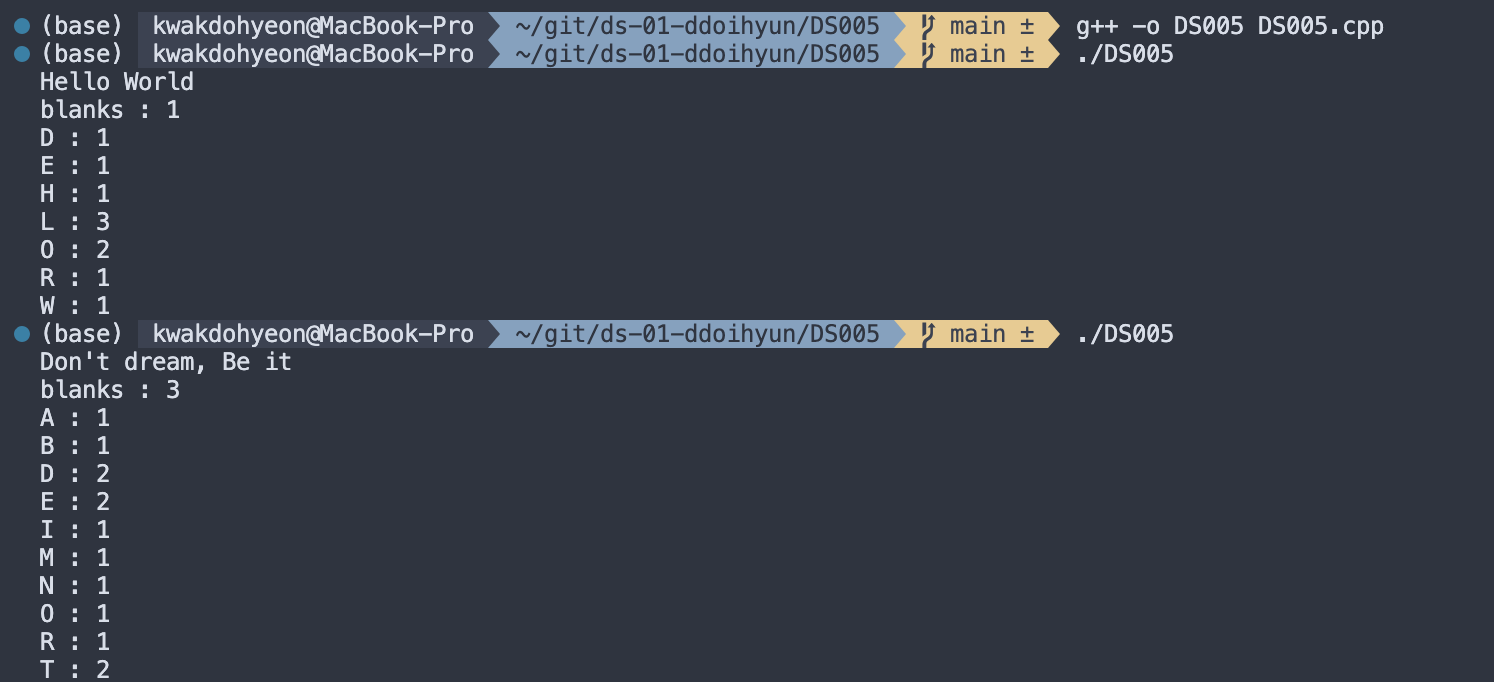 (base) kwakdohyeon@MacBook-Pro ~/git/ds-01-ddoihyun/DS005 main ± g++ -o DS005 DS005.cpp
(base) kwakdohyeon@MacBook-Pro ~/git/ds-01-ddoihyun/DS005 main ± ./DS005
Hello World
blanks : 1
D : 1
E : 1
H : 1
L : 3
O : 2
R : 1
W : 1
(base) kwakdohyeon@MacBook-Pro ~/git/ds-01-ddoihyun/DS005 main ± ./DS005
Don't dream, Be it
blanks : 3
A : 1
B : 1
D : 2
E : 2
I : 1
M : 1
N : 1
O : 1
R : 1
T : 2